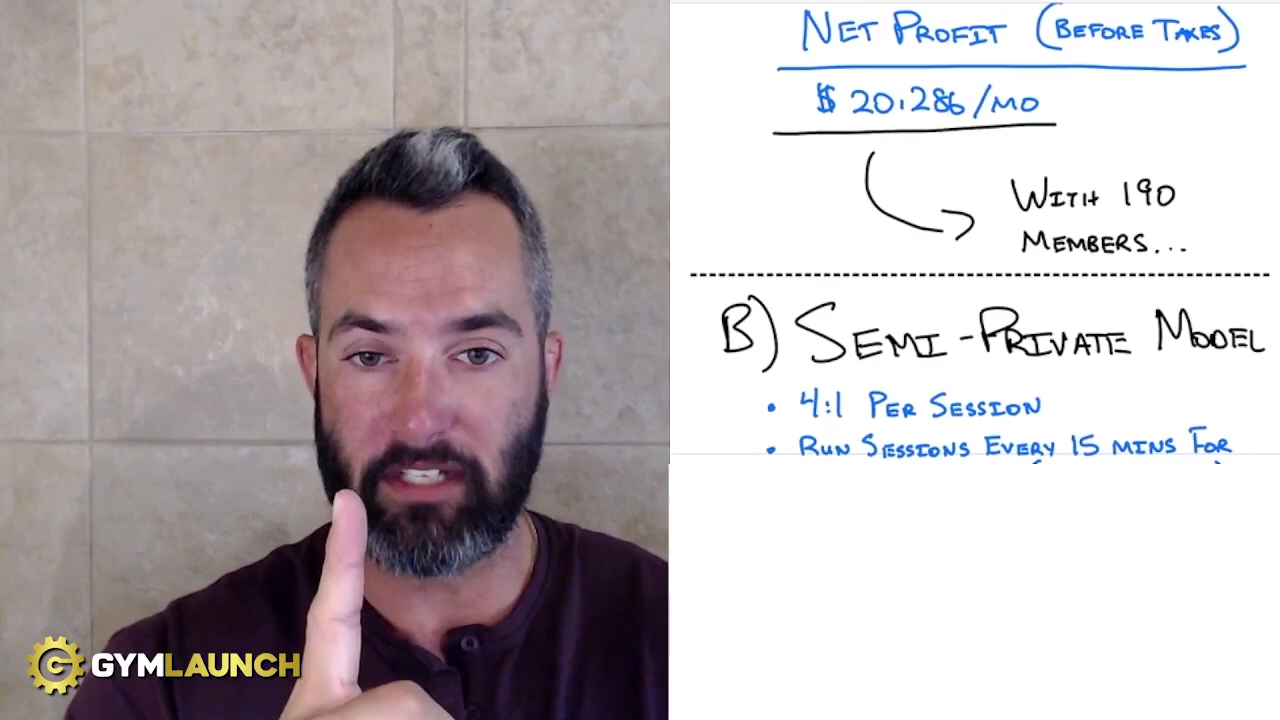 NET PROFIT (BEFORE TAXES)
$ 20,286/MO
WITH 190
MEMBERS...
B) SEMI-PRIVATE MODEL
• 4:1 PER SESSION
• RUN SESSIONS EVERY 15 MINS FOR
GYMLAUNCH